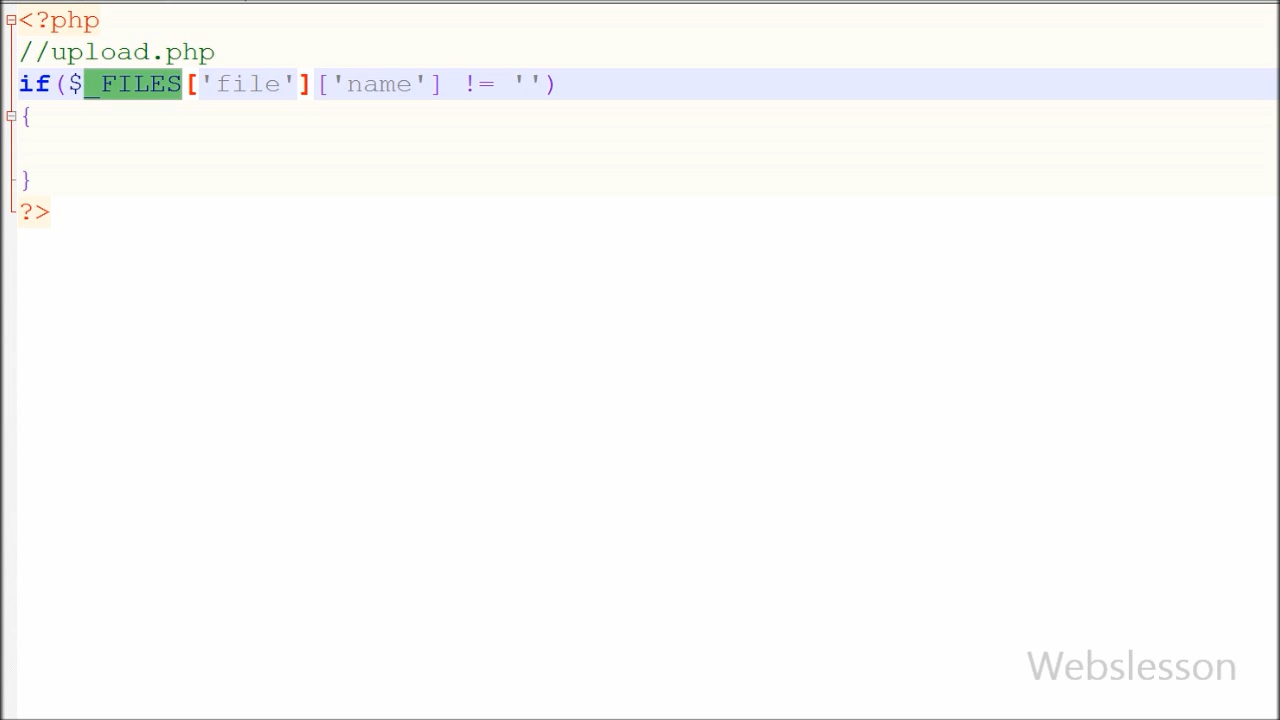 <?php
//upload.php
if($_FILES['file']['name'] != '')
{
}
?>
Webslesson